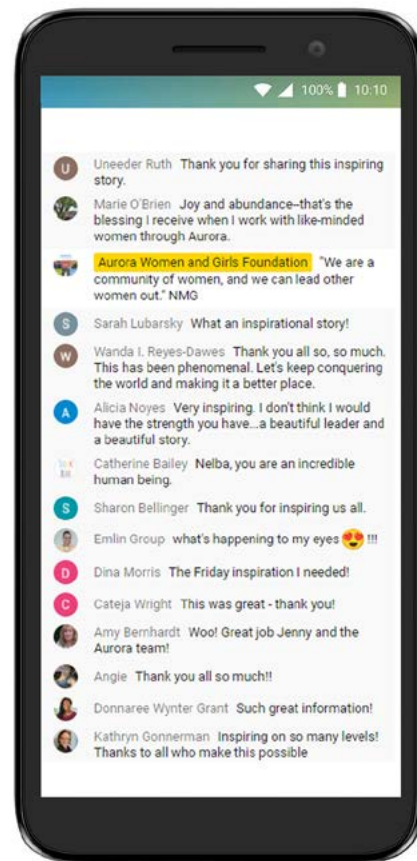 100% 10:10
U Uneeder Ruth Thank you for sharing this inspiring
story.
Marie O'Brien Joy and abundance–that's the
blessing I receive when I work with like-minded
women through Aurora.
Aurora Women and Girls Foundation "We are a
community of women, and we can lead other
women out." NMG
S Sarah Lubarsky What an inspirational story!
W Wanda I. Reyes-Dawes Thank you all so, so much.
This has been phenomenal. Let's keep conquering
the world and making it a better place.
A Alicia Noyes Very inspiring. I don't think I would
have the strength you have...a beautiful leader and
a beautiful story.
Catherine Bailey Nelba, you are an incredible
human being.
S Sharon Bellinger Thank you for inspiring us all.
Emlin Group what's happening to my eyes 😍 !!!
D Dina Morris The Friday inspiration I needed!
C Cateja Wright This was great - thank you!
Amy Bernhardt Woo! Great job Jenny and the
Aurora team!
Angie Thank you all so much!!
Donnaree Wynter Grant Such great information!
Kathryn Gonnerman Inspiring on so many levels!
Thanks to all who make this possible